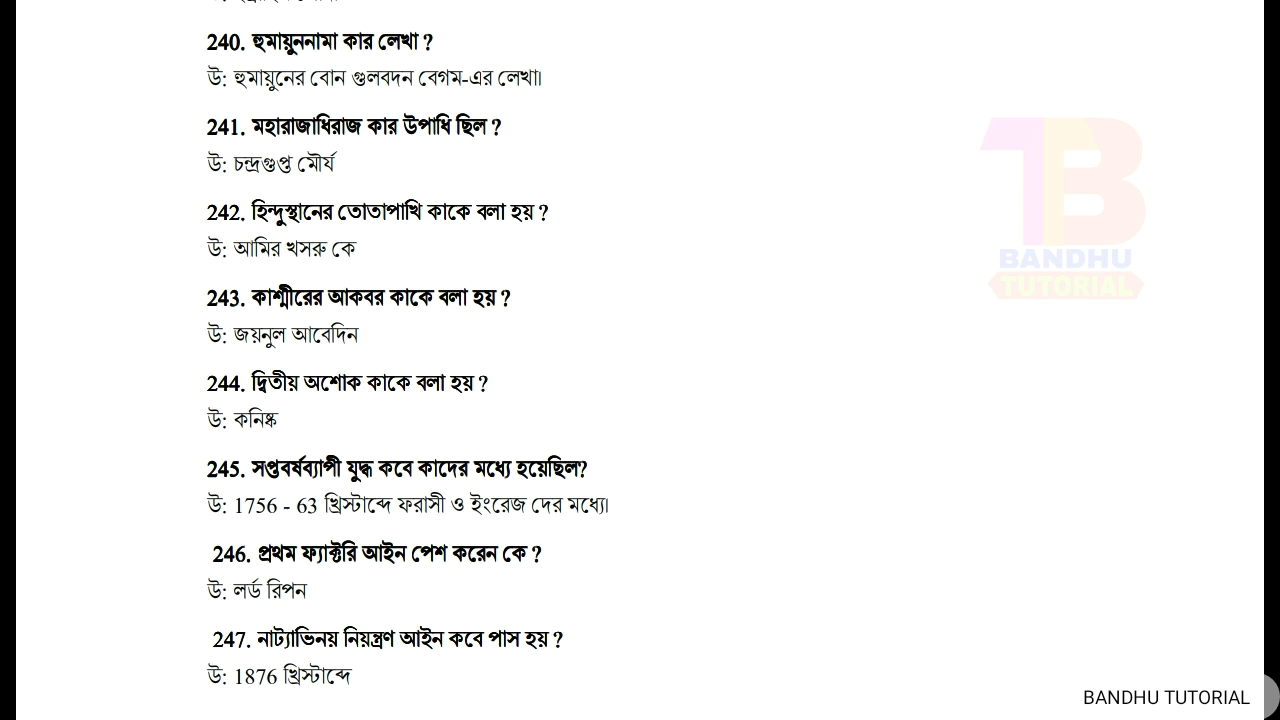 240. হুমায়ুননামা কার লেখা ?
উ: হুমায়ুনের বোন গুলবদন বেগম-এর লেখা।
241. মহারাজাধিরাজ কার উপাধি ছিল ?
উ: চন্দ্রগুপ্ত মৌর্য
242. হিন্দুস্থানের তোতাপাখি কাকে বলা হয় ?
উ: আমির খসরু কে
243. কাশ্মীরের আকবর কাকে বলা হয় ?
উ: জয়নুল আবেদিন
244. দ্বিতীয় অশোক কাকে বলা হয় ?
উ: কনিষ্ক
245. সপ্তবর্ষব্যাপী যুদ্ধ কবে কাদের মধ্যে হয়েছিল?
উ: 1756 - 63 খ্রিস্টাব্দে ফরাসী ও ইংরেজ দের মধ্যে।
246. প্রথম ফ্যাক্টরি আইন পেশ করেন কে ?
উ: লর্ড রিপন
247. নাট্যাভিনয় নিয়ন্ত্রণ আইন কবে পাস হয় ?
উ: 1876 খ্রিস্টাব্দে
TB
BANDHU
TUTORIAL
BANDHU TUTORIAL